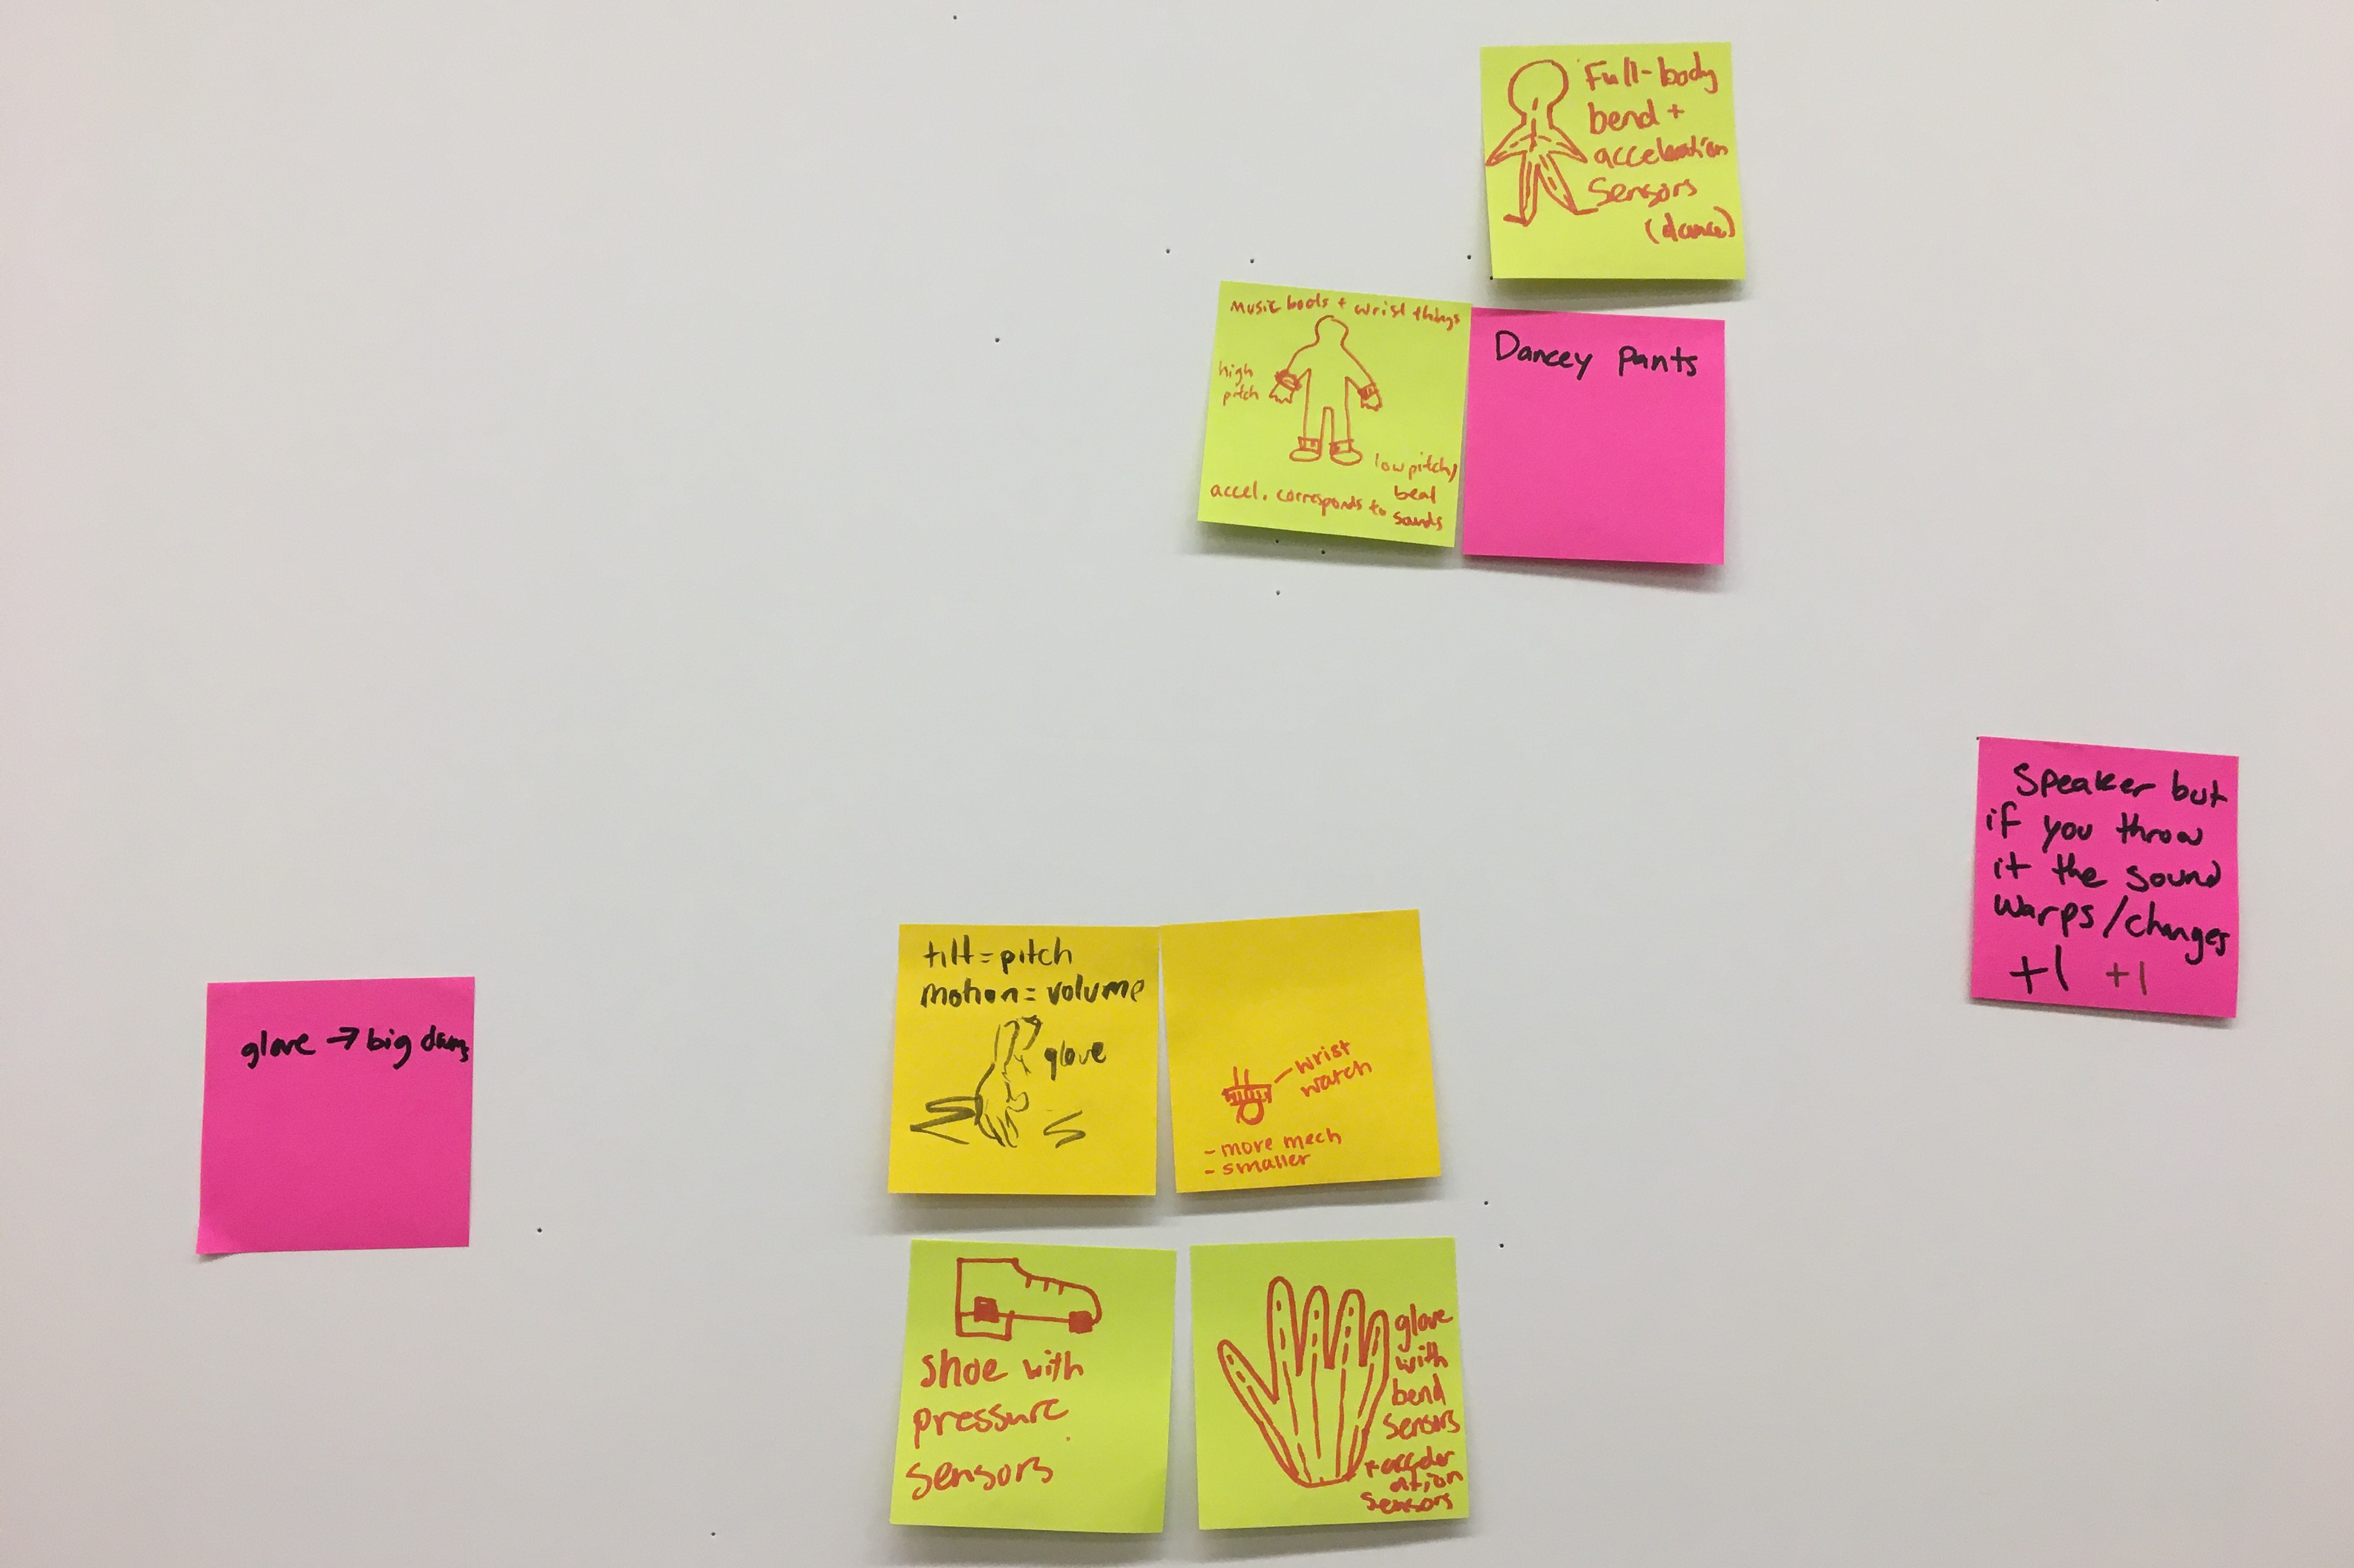 Full-body
bend +
acceleration
Sensors
(dance)
music boots + wrist things
high
pitch
low pitch,
beat
accel. corresponds to sounds
Dancey Pants
Speaker but
if you throw
it the sound
warps/changes
+1 +1
glove → big drums
tilt = pitch
motion = volume
glove
wrist
watch
- more mech
- smaller
shoe with
pressure
sensors
glove
with
bend
sensors
+ acceler
ation
sensors